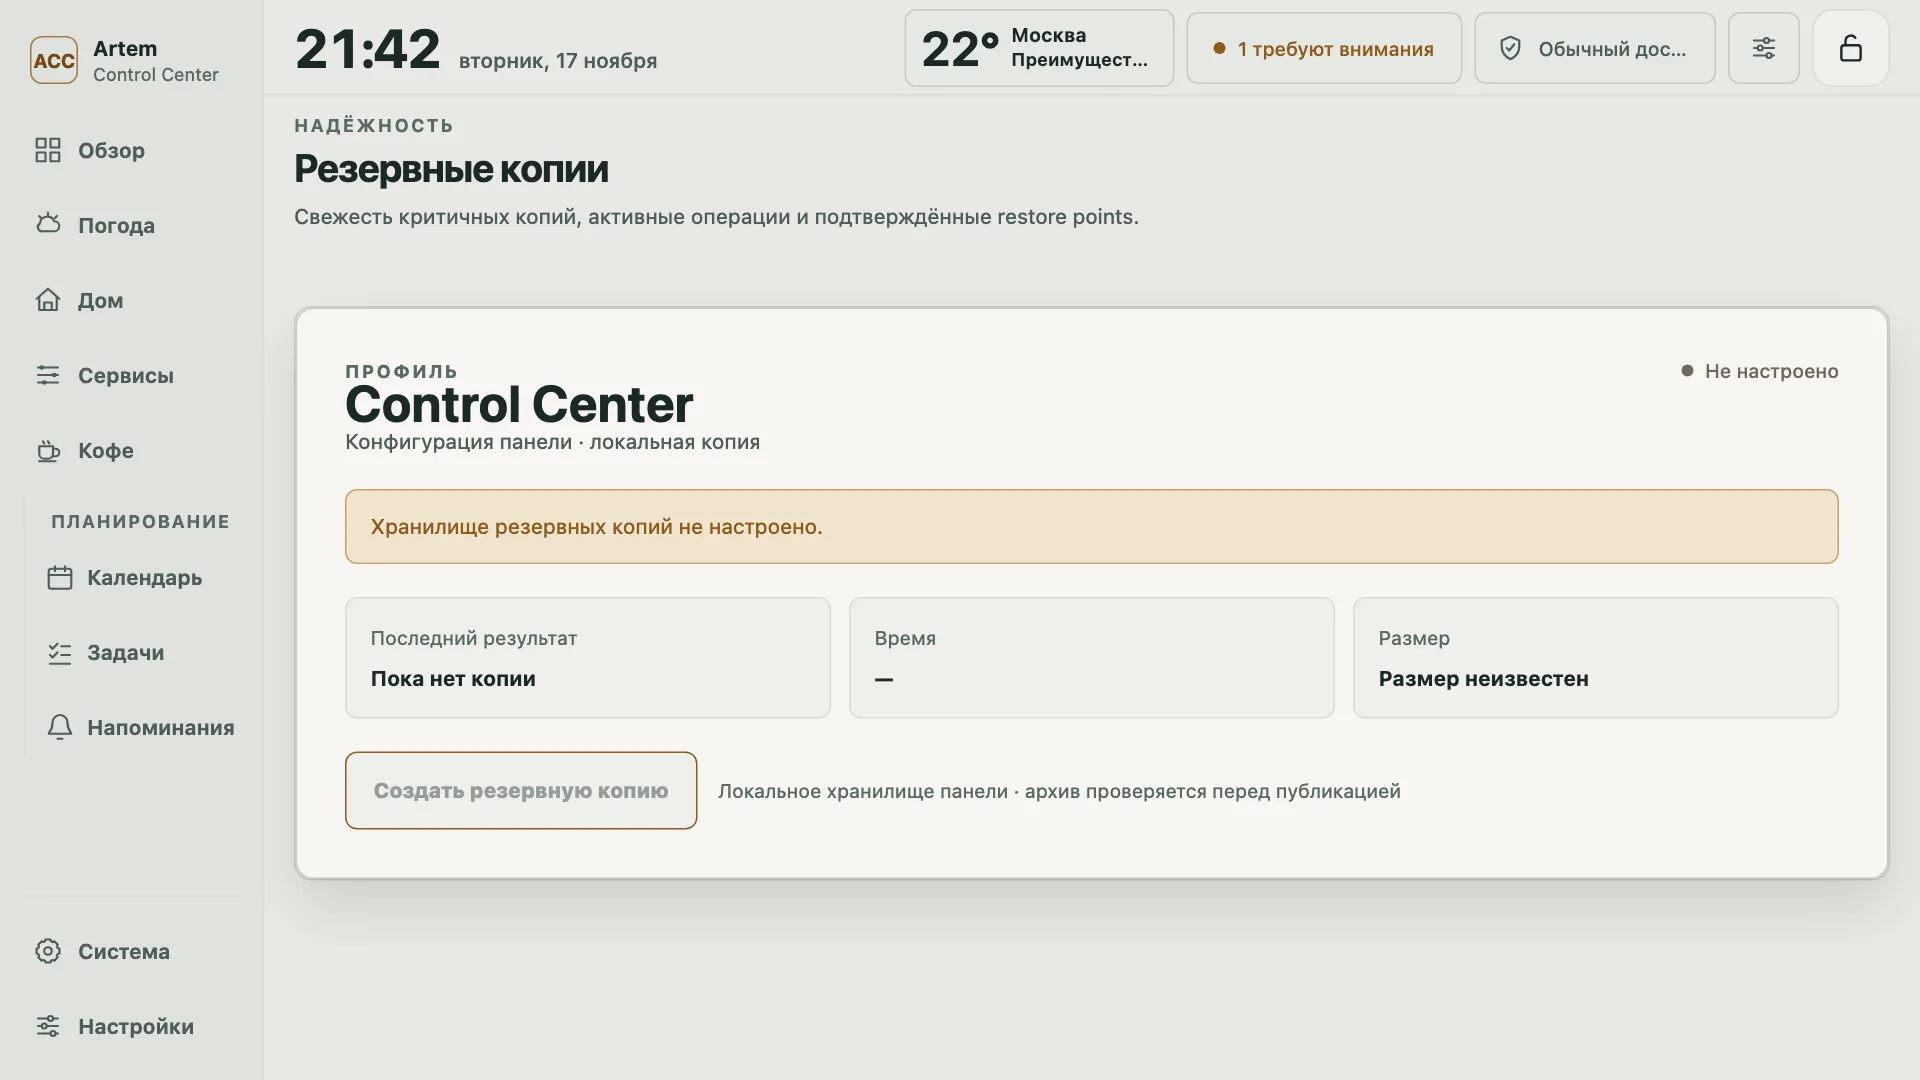 ACC
Artem
Control Center
Обзор
Погода
Дом
Сервисы
Кофе
ПЛАНИРОВАНИЕ
Календарь
Задачи
Напоминания
Система
Настройки
21:42
вторник, 17 ноября
22°
Москва
Преимущест...
1 требуют внимания
Обычный дос...
НАДЁЖНОСТЬ
Резервные копии
Свежесть критичных копий, активные операции и подтверждённые restore points.
ПРОФИЛЬ
Control Center
Конфигурация панели · локальная копия
Не настроено
Хранилище резервных копий не настроено.
Последний результат
Пока нет копии
Время
—
Размер
Размер неизвестен
Создать резервную копию
Локальное хранилище панели · архив проверяется перед публикацией